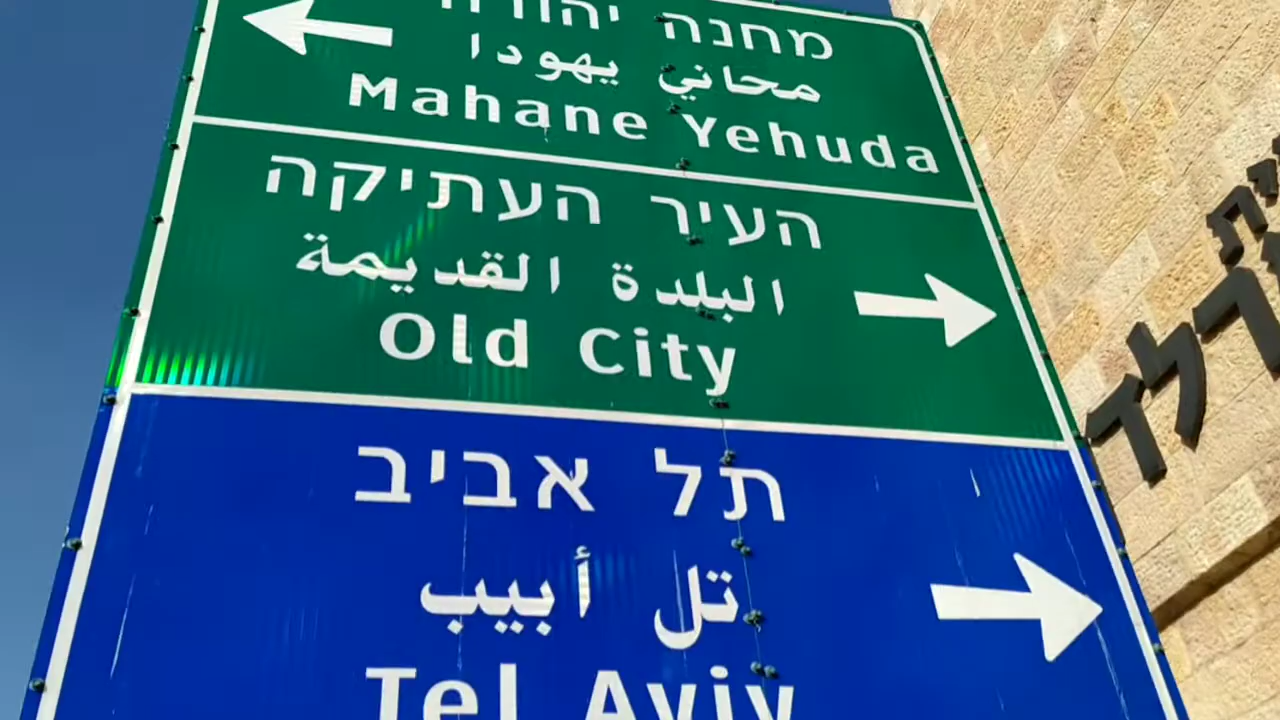 מחנה יהודה
محاني يهودا
Mahane Yehuda
העיר העתיקה
البلدة القديمة
Old City
תל אביב
تل أبيب
Tel Aviv